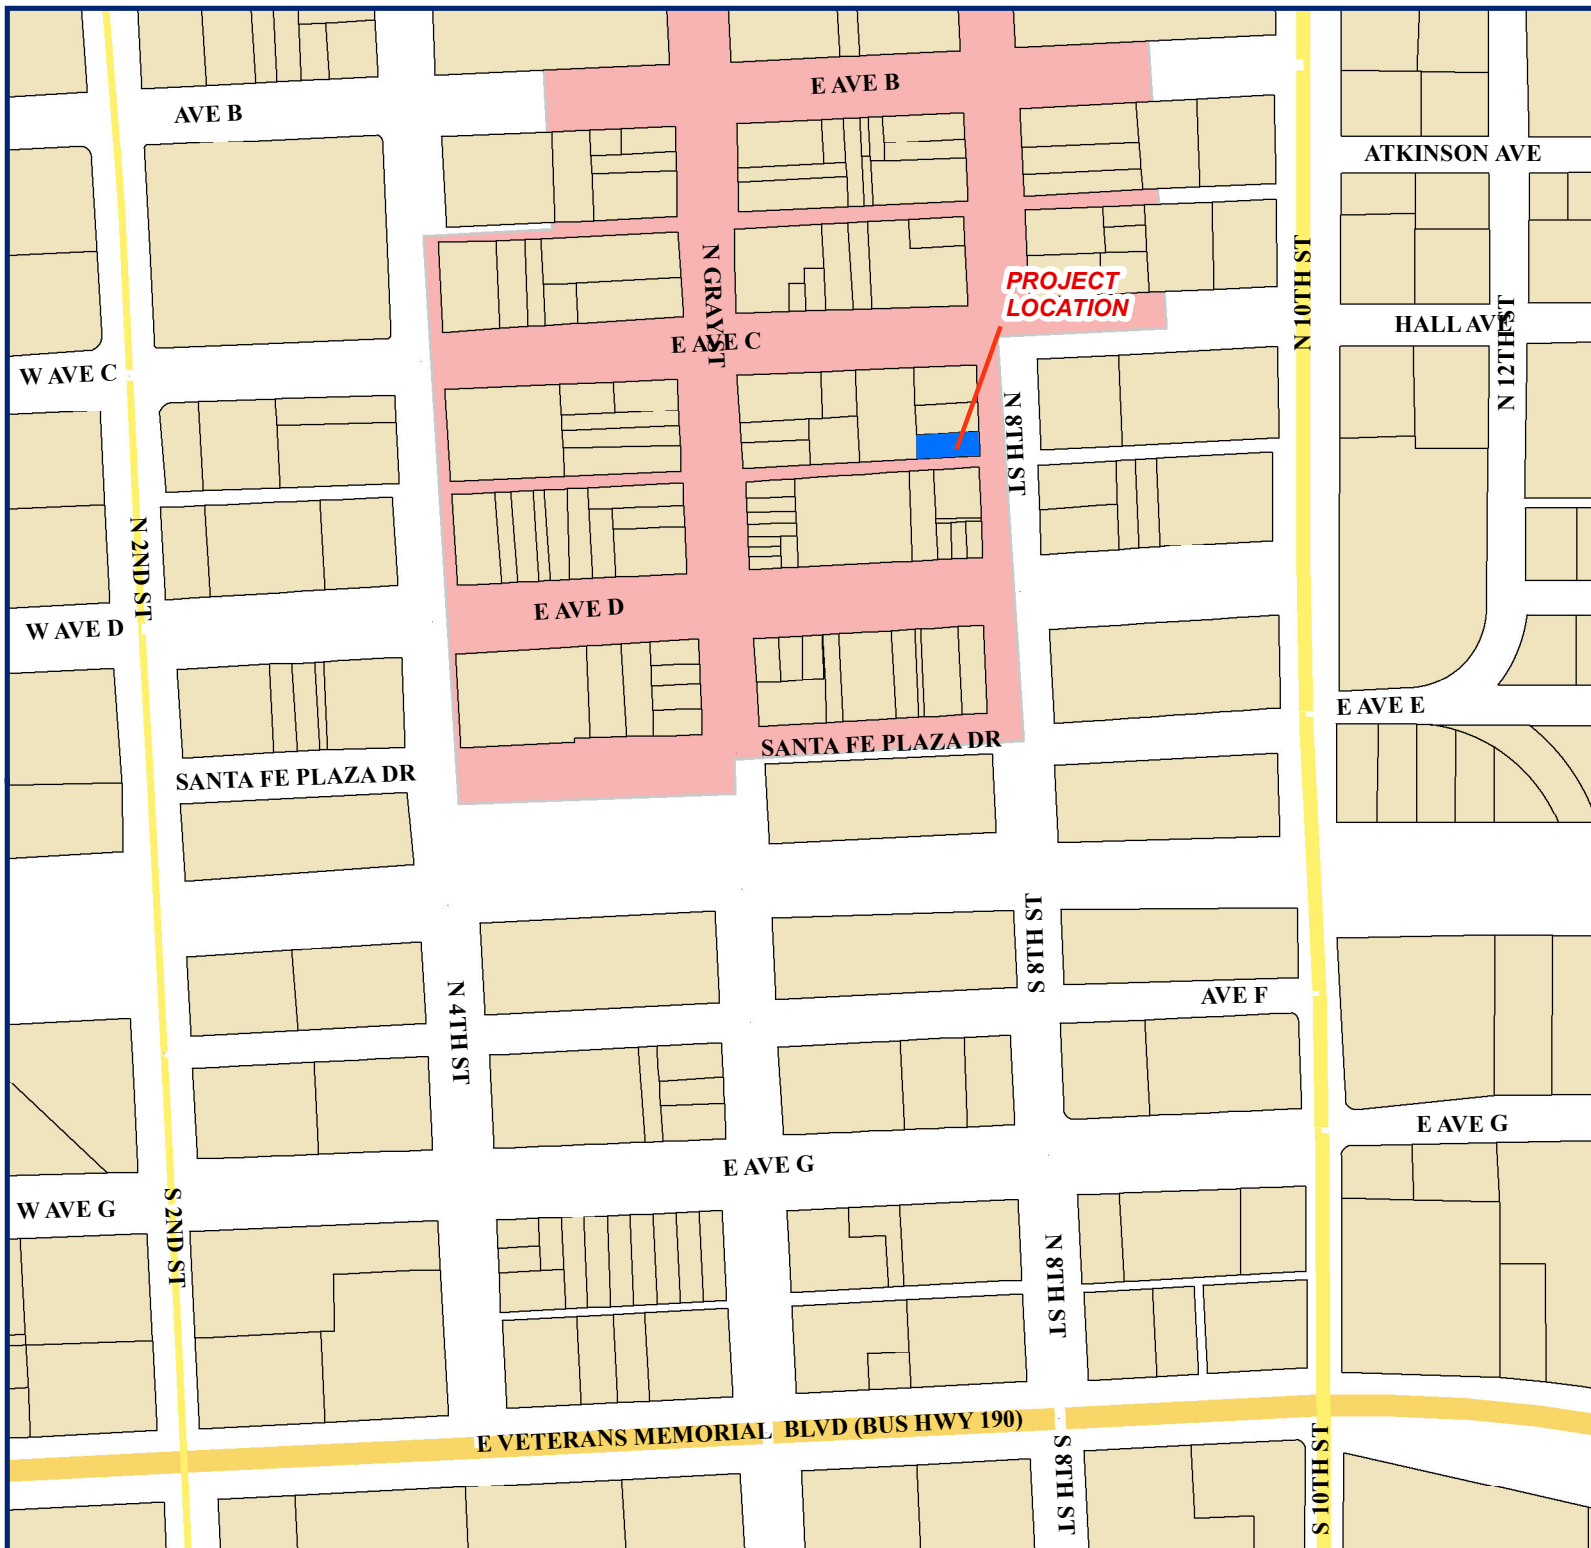 E AVE B
AVE B
ATKINSON AVE
N GRAY ST
N 10TH ST
PROJECT
LOCATION
HALL AVE
N 12TH ST
E AVE C
W AVE C
N 8TH ST
N 2ND ST
E AVE D
W AVE D
E AVE E
SANTA FE PLAZA DR
SANTA FE PLAZA DR
S 8TH ST
N 4TH ST
AVE F
E AVE G
E AVE G
W AVE G
S 2ND ST
N 8TH ST
E VETERANS MEMORIAL BLVD (BUS HWY 190)
S 8TH ST
S 10TH ST